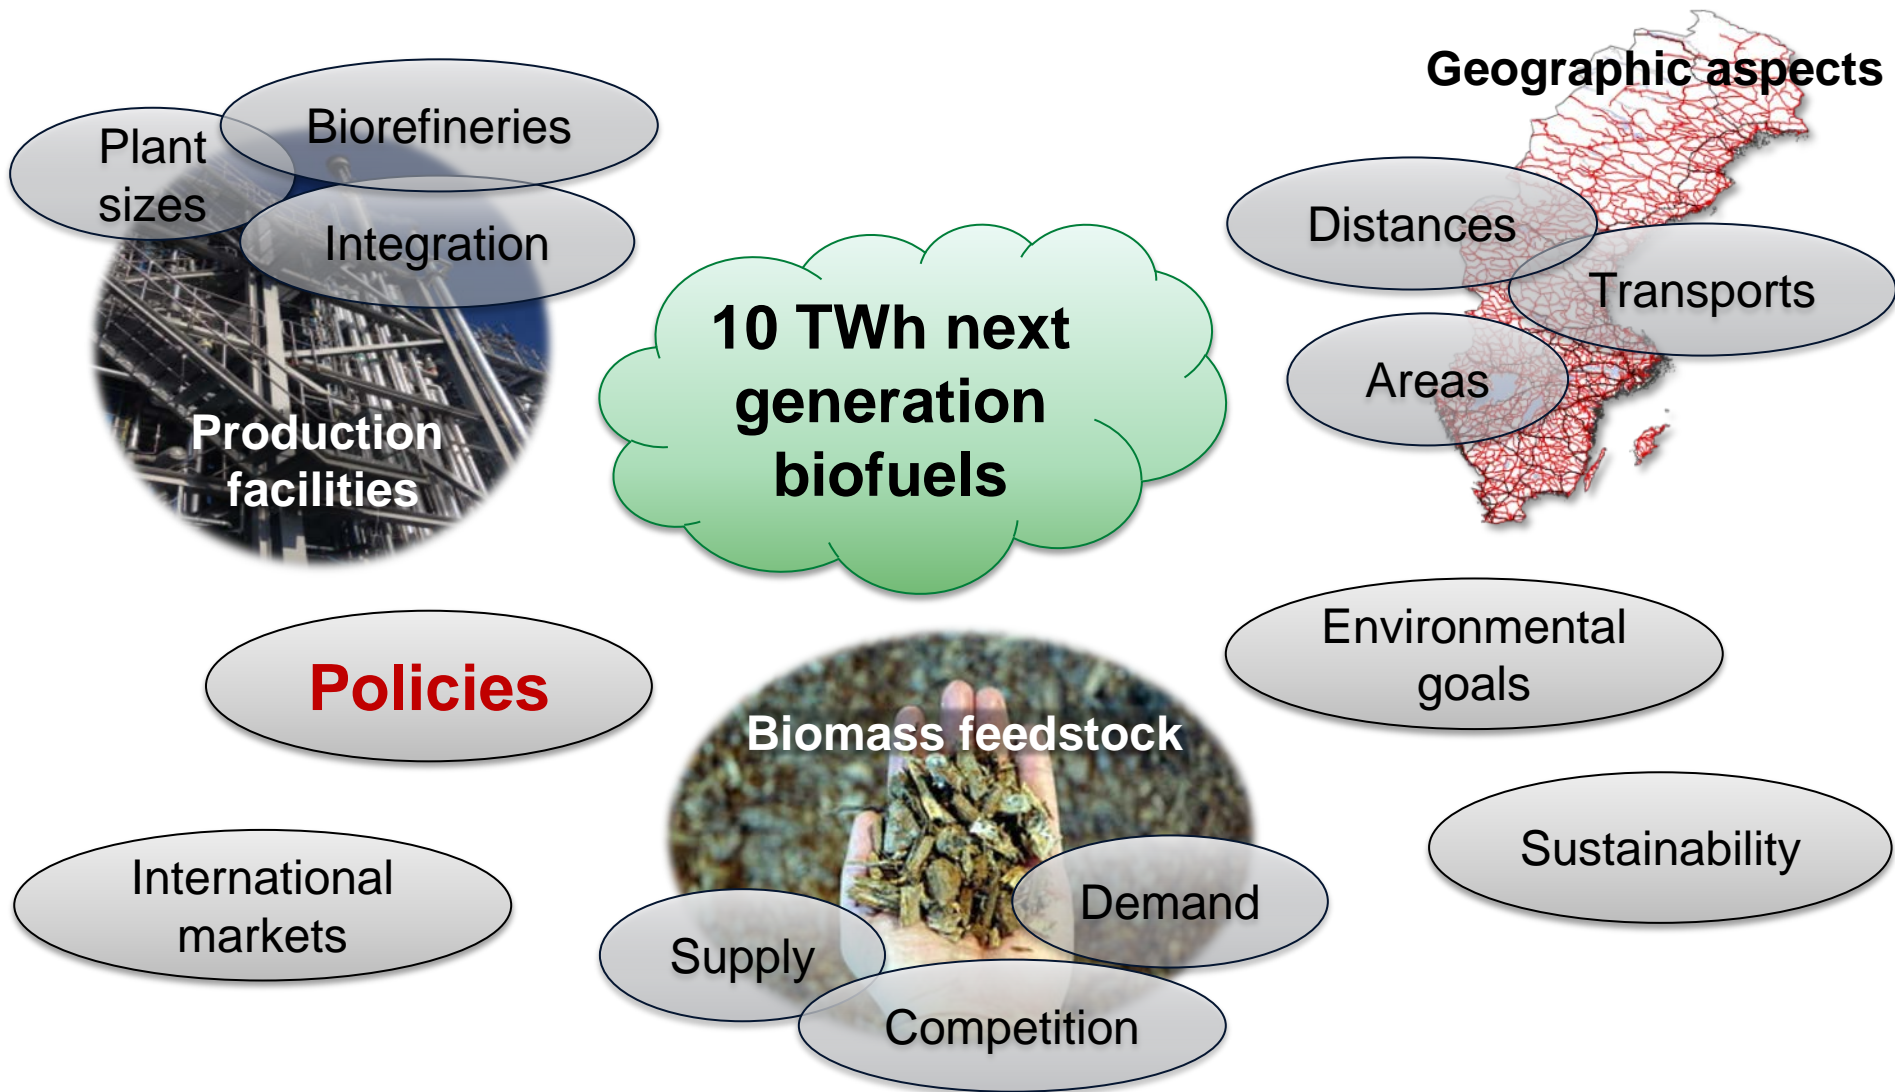 Geographic aspects
Biorefineries
Plant
sizes
Integration
Production
facilities
10 TWh next
generation
biofuels
Distances
Transports
Areas
Policies
Environmental
goals
Biomass feedstock
International
markets
Sustainability
Demand
Supply
Competition